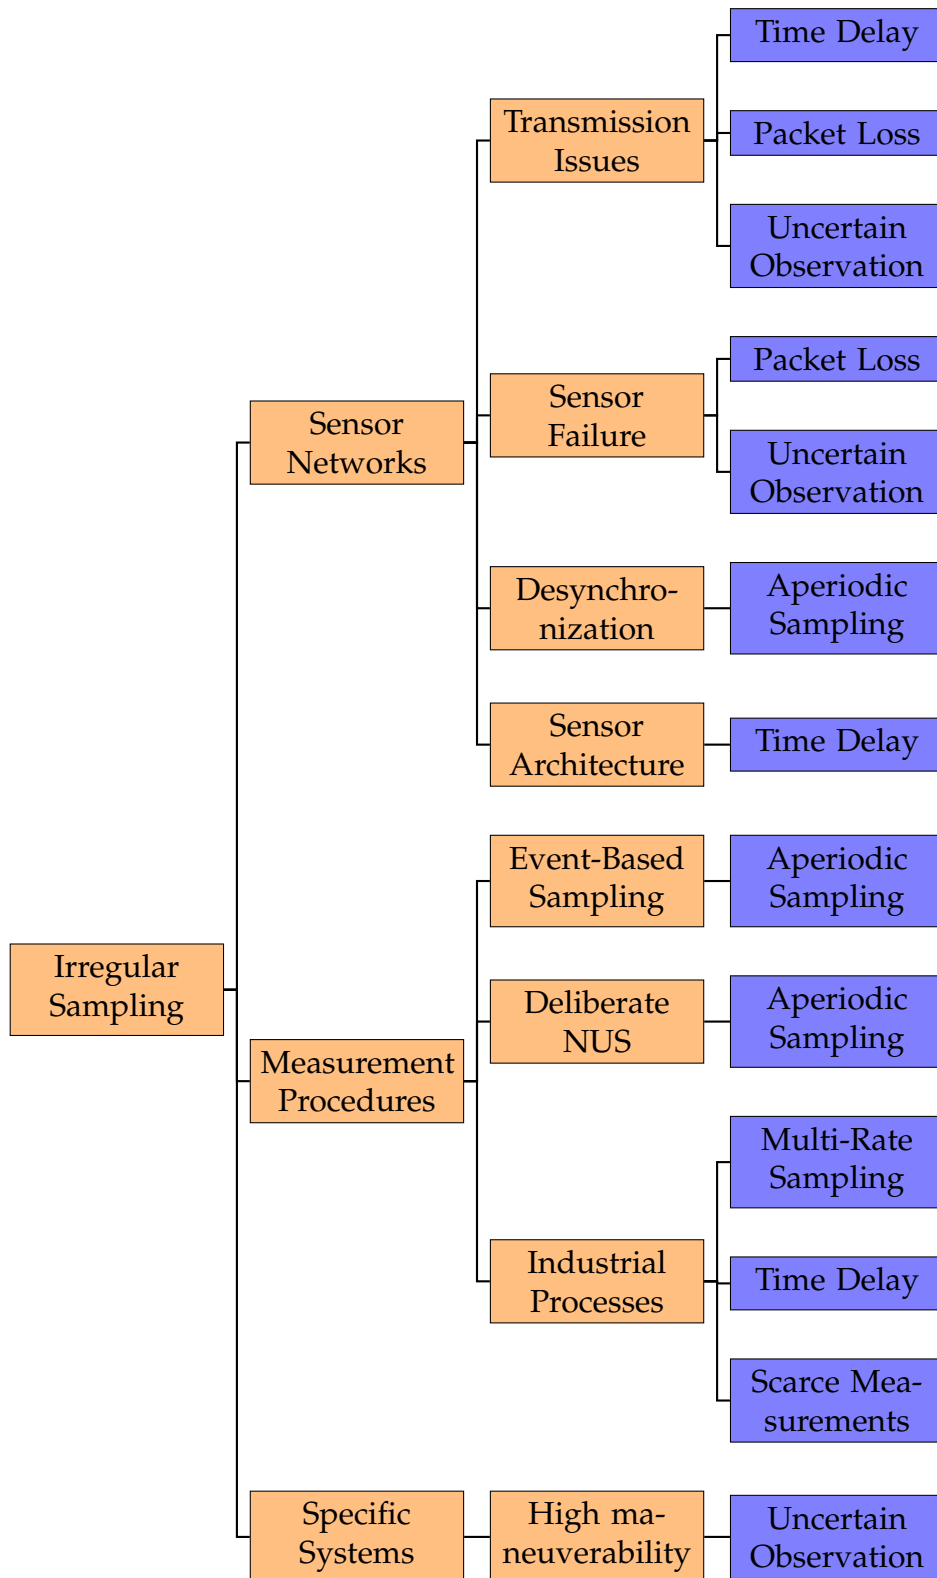 Irregular
Sampling
Sensor
Networks
Transmission
Issues
Time Delay
Packet Loss
Uncertain
Observation
Sensor
Failure
Packet Loss
Uncertain
Observation
Desynchro-
nization
Aperiodic
Sampling
Sensor
Architecture
Time Delay
Measurement
Procedures
Event-Based
Sampling
Aperiodic
Sampling
Deliberate
NUS
Aperiodic
Sampling
Industrial
Processes
Multi-Rate
Sampling
Time Delay
Scarce Mea-
surements
Specific
Systems
High ma-
neuverability
Uncertain
Observation